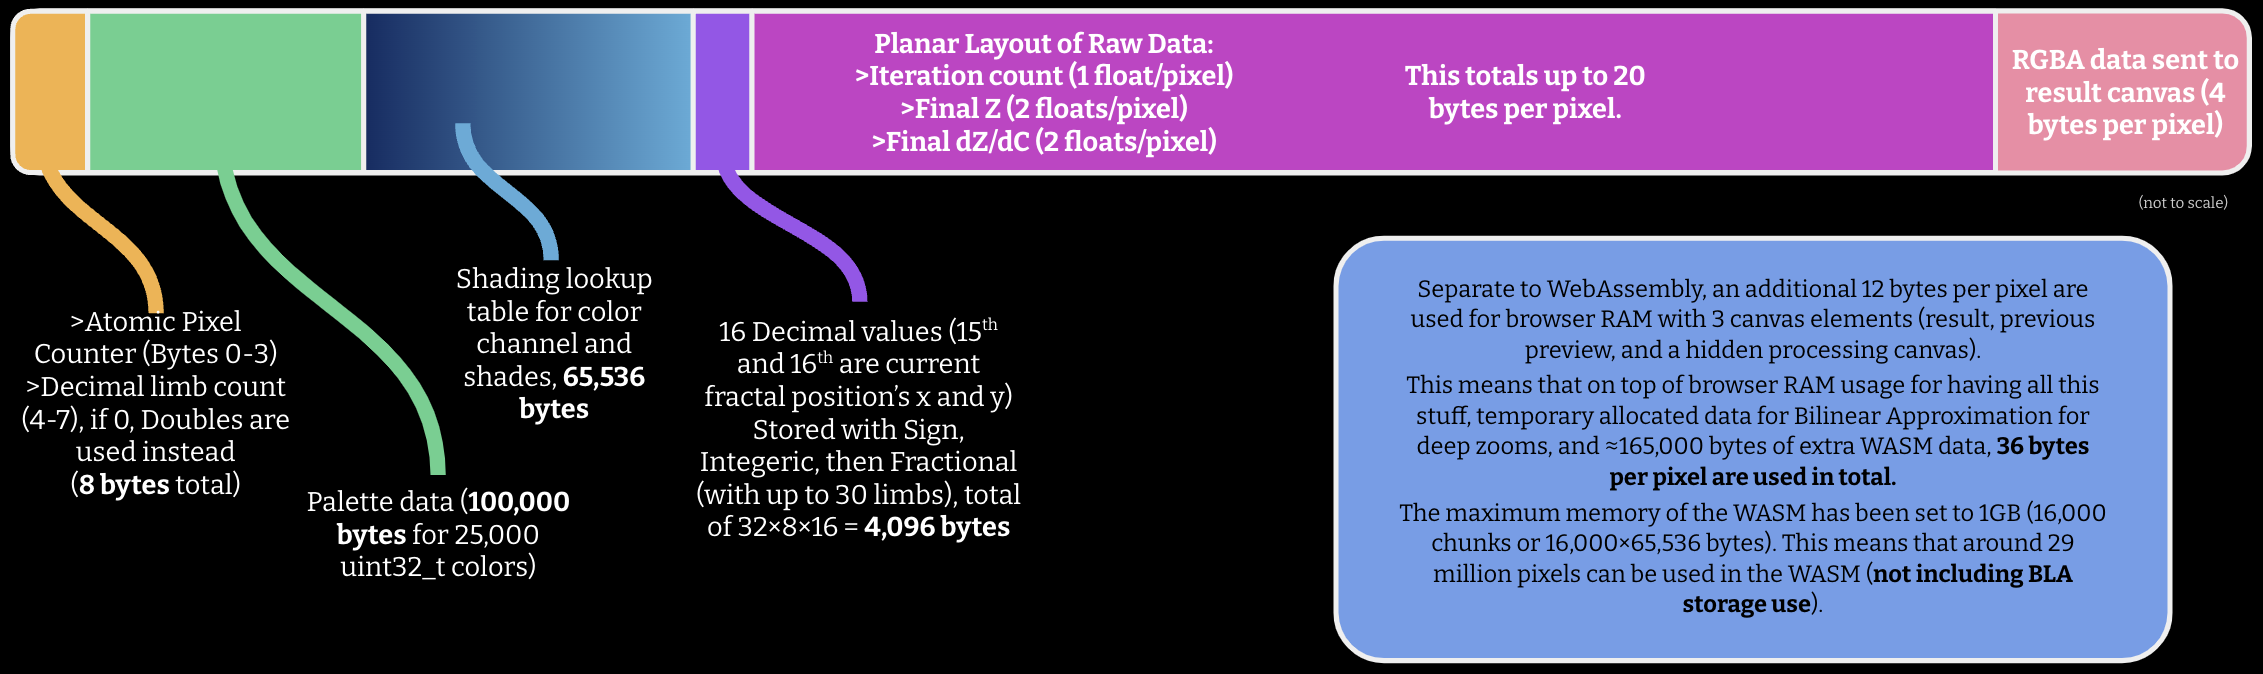 Planar Layout of Raw Data:
>Iteration count (1 float/pixel)
>Final Z (2 floats/pixel)
>Final dZ/dC (2 floats/pixel)
This totals up to 20
bytes per pixel.
RGBA data sent to
result canvas (4
bytes per pixel)
(not to scale)
>Atomic Pixel
Counter (Bytes 0-3)
>Decimal limb count
(4-7), if 0, Doubles are
used instead
(8 bytes total)
Palette data (100,000
bytes for 25,000
uint32_t colors)
Shading lookup
table for color
channel and
shades, 65,536
bytes
16 Decimal values (15th
and 16th are current
fractal position’s x and y)
Stored with Sign,
Integeric, then Fractional
(with up to 30 limbs), total
of 32×8×16 = 4,096 bytes
Separate to WebAssembly, an additional 12 bytes per pixel are
used for browser RAM with 3 canvas elements (result, previous
preview, and a hidden processing canvas).
This means that on top of browser RAM usage for having all this
stuff, temporary allocated data for Bilinear Approximation for
deep zooms, and ≈165,000 bytes of extra WASM data, 36 bytes
per pixel are used in total.
The maximum memory of the WASM has been set to 1GB (16,000
chunks or 16,000×65,536 bytes). This means that around 29
million pixels can be used in the WASM (not including BLA
storage use).